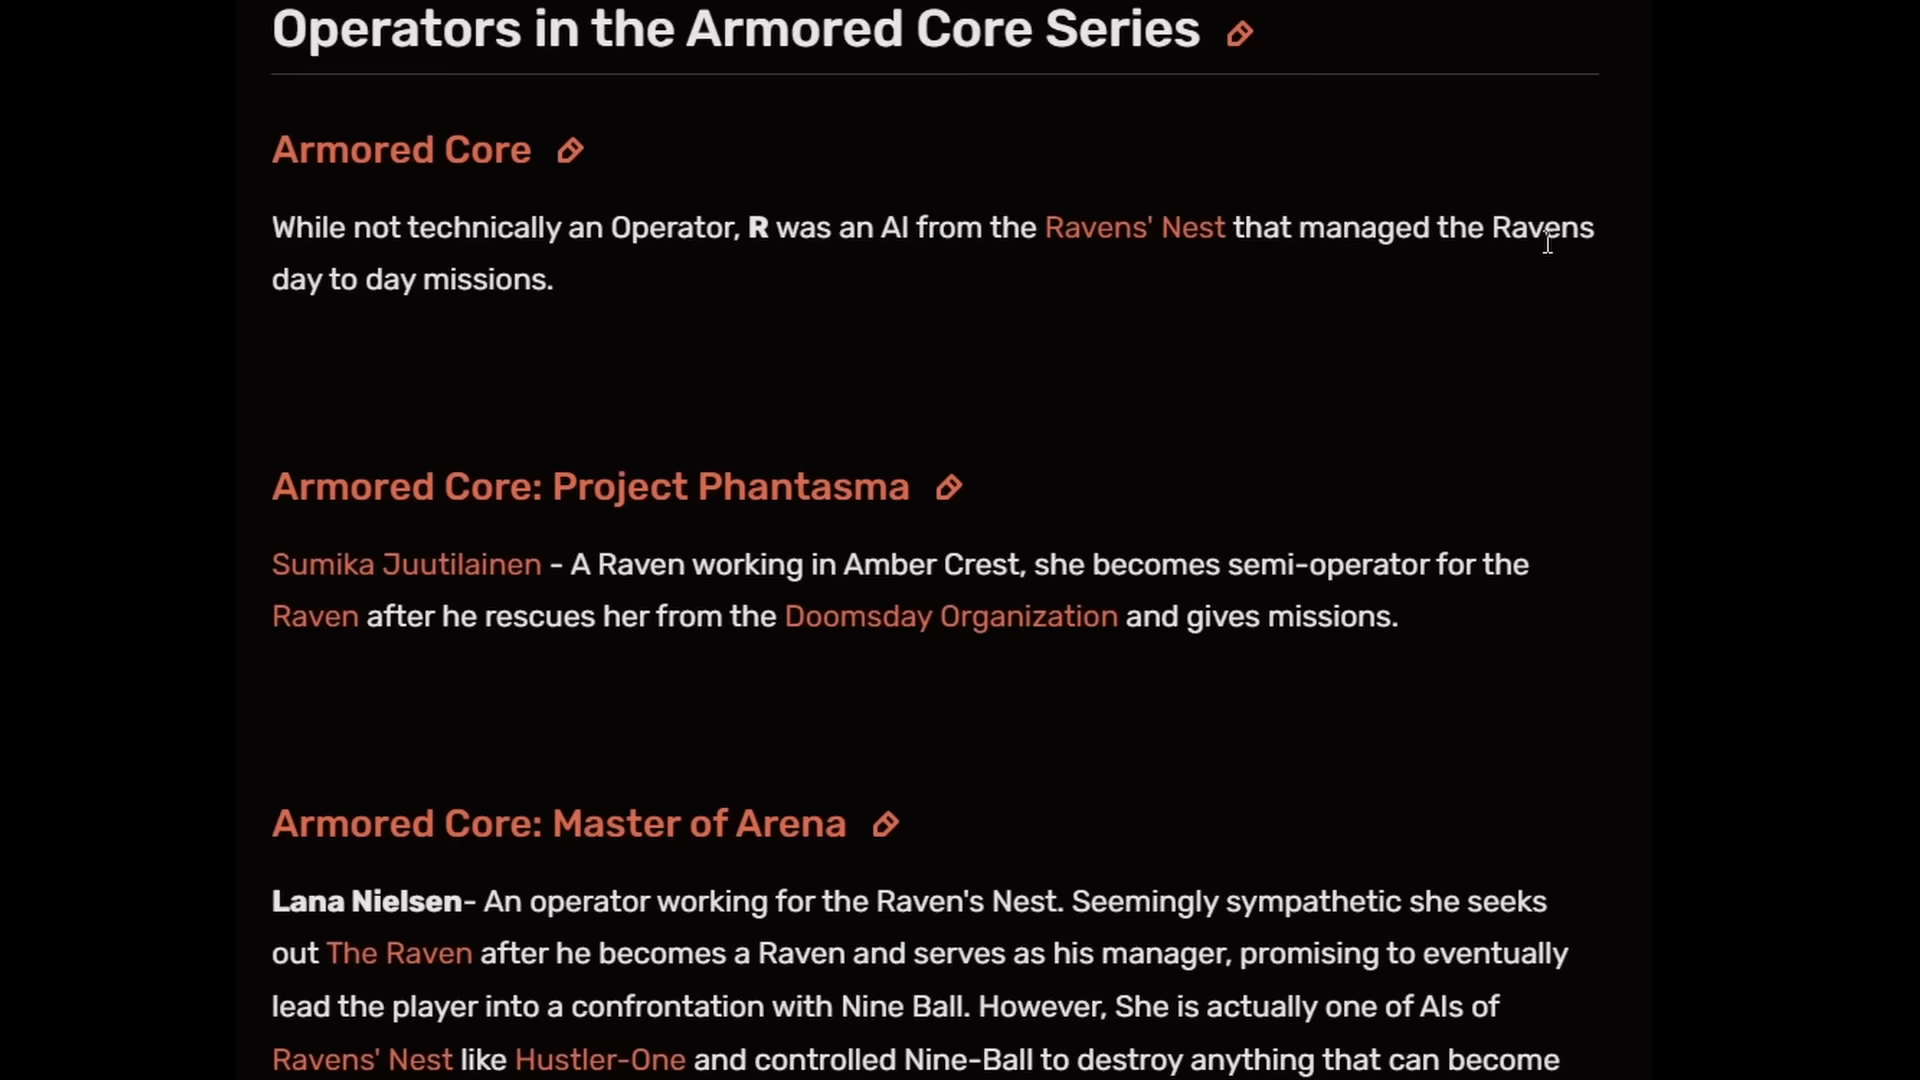 Operators in the Armored Core Series
Armored Core
While not technically an Operator, R was an AI from the Ravens' Nest that managed the Ravens
day to day missions.
Armored Core: Project Phantasma
Sumika Juutilainen - A Raven working in Amber Crest, she becomes semi-operator for the
Raven after he rescues her from the Doomsday Organization and gives missions.
Armored Core: Master of Arena
Lana Nielsen- An operator working for the Raven's Nest. Seemingly sympathetic she seeks
out The Raven after he becomes a Raven and serves as his manager, promising to eventually
lead the player into a confrontation with Nine Ball. However, She is actually one of AIs of
Ravens' Nest like Hustler-One and controlled Nine-Ball to destroy anything that can become